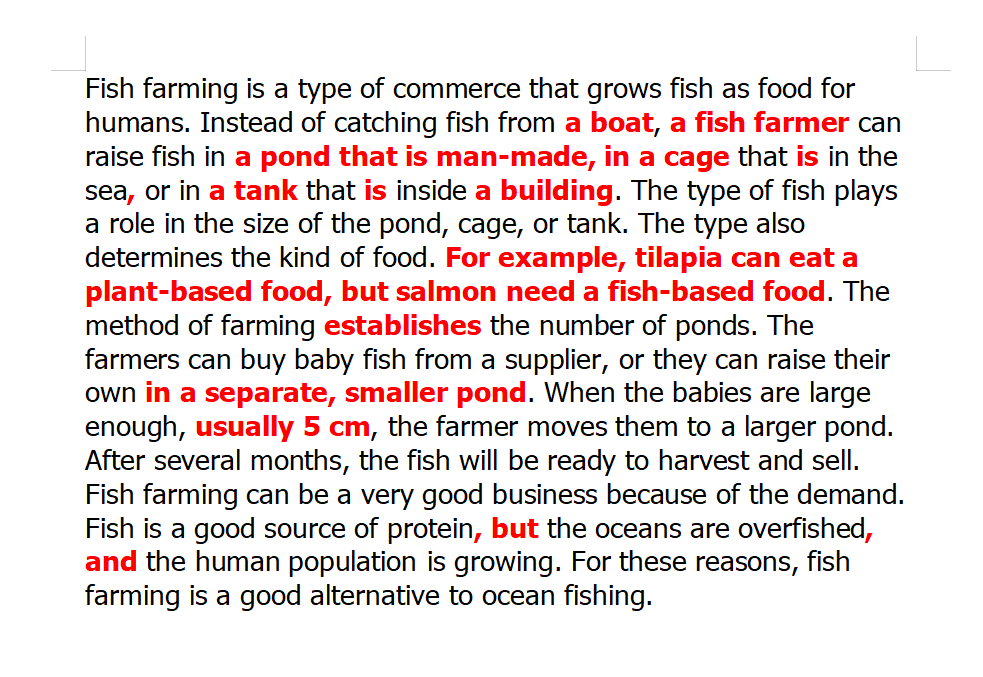 Fish farming is a type of commerce that grows fish as food for
humans. Instead of catching fish from a boat, a fish farmer can
raise fish in a pond that is man-made, in a cage that is in the
sea, or in a tank that is inside a building. The type of fish plays
a role in the size of the pond, cage, or tank. The type also
determines the kind of food. For example, tilapia can eat a
plant-based food, but salmon need a fish-based food. The
method of farming establishes the number of ponds. The
farmers can buy baby fish from a supplier, or they can raise their
own in a separate, smaller pond. When the babies are large
enough, usually 5 cm, the farmer moves them to a larger pond.
After several months, the fish will be ready to harvest and sell.
Fish farming can be a very good business because of the demand.
Fish is a good source of protein, but the oceans are overfished,
and the human population is growing. For these reasons, fish
farming is a good alternative to ocean fishing.